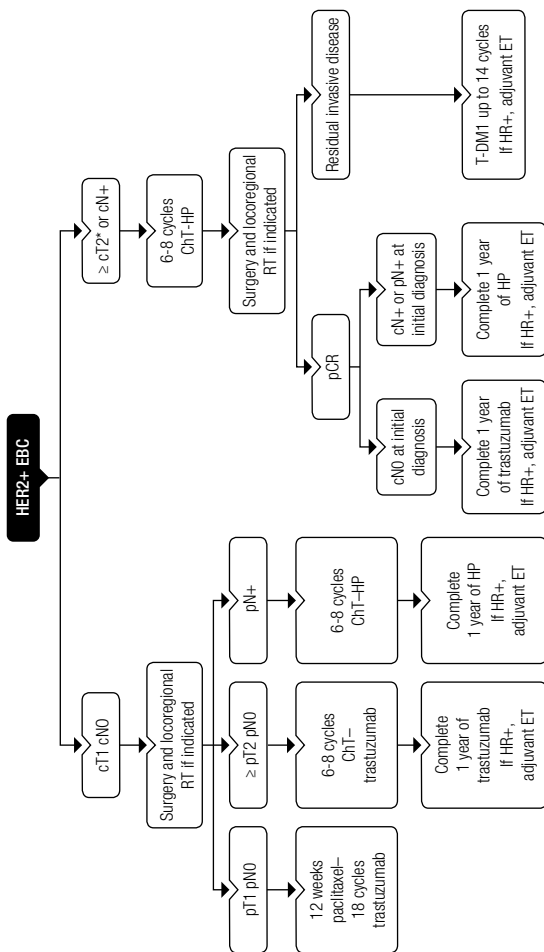 HER2+ EBC
cT1 cN0
Surgery and locoregional
RT if indicated
pT1 pN0
12 weeks
paclitaxel–
18 cycles
trastuzumab
≥ pT2 pN0
6-8 cycles
ChT–
trastuzumab
Complete
1 year of
trastuzumab
If HR+,
adjuvant ET
pN+
6-8 cycles
ChT–HP
Complete
1 year of HP
If HR+,
adjuvant ET
≥ cT2* or cN+
6-8 cycles
ChT-HP
Surgery and locoregional
RT if indicated
pCR
cN0 at initial
diagnosis
Complete 1 year
of trastuzumab
If HR+, adjuvant ET
cN+ or pN+ at
initial diagnosis
Complete 1 year
of HP
If HR+, adjuvant ET
Residual invasive disease
T-DM1 up to 14 cycles
If HR+, adjuvant ET